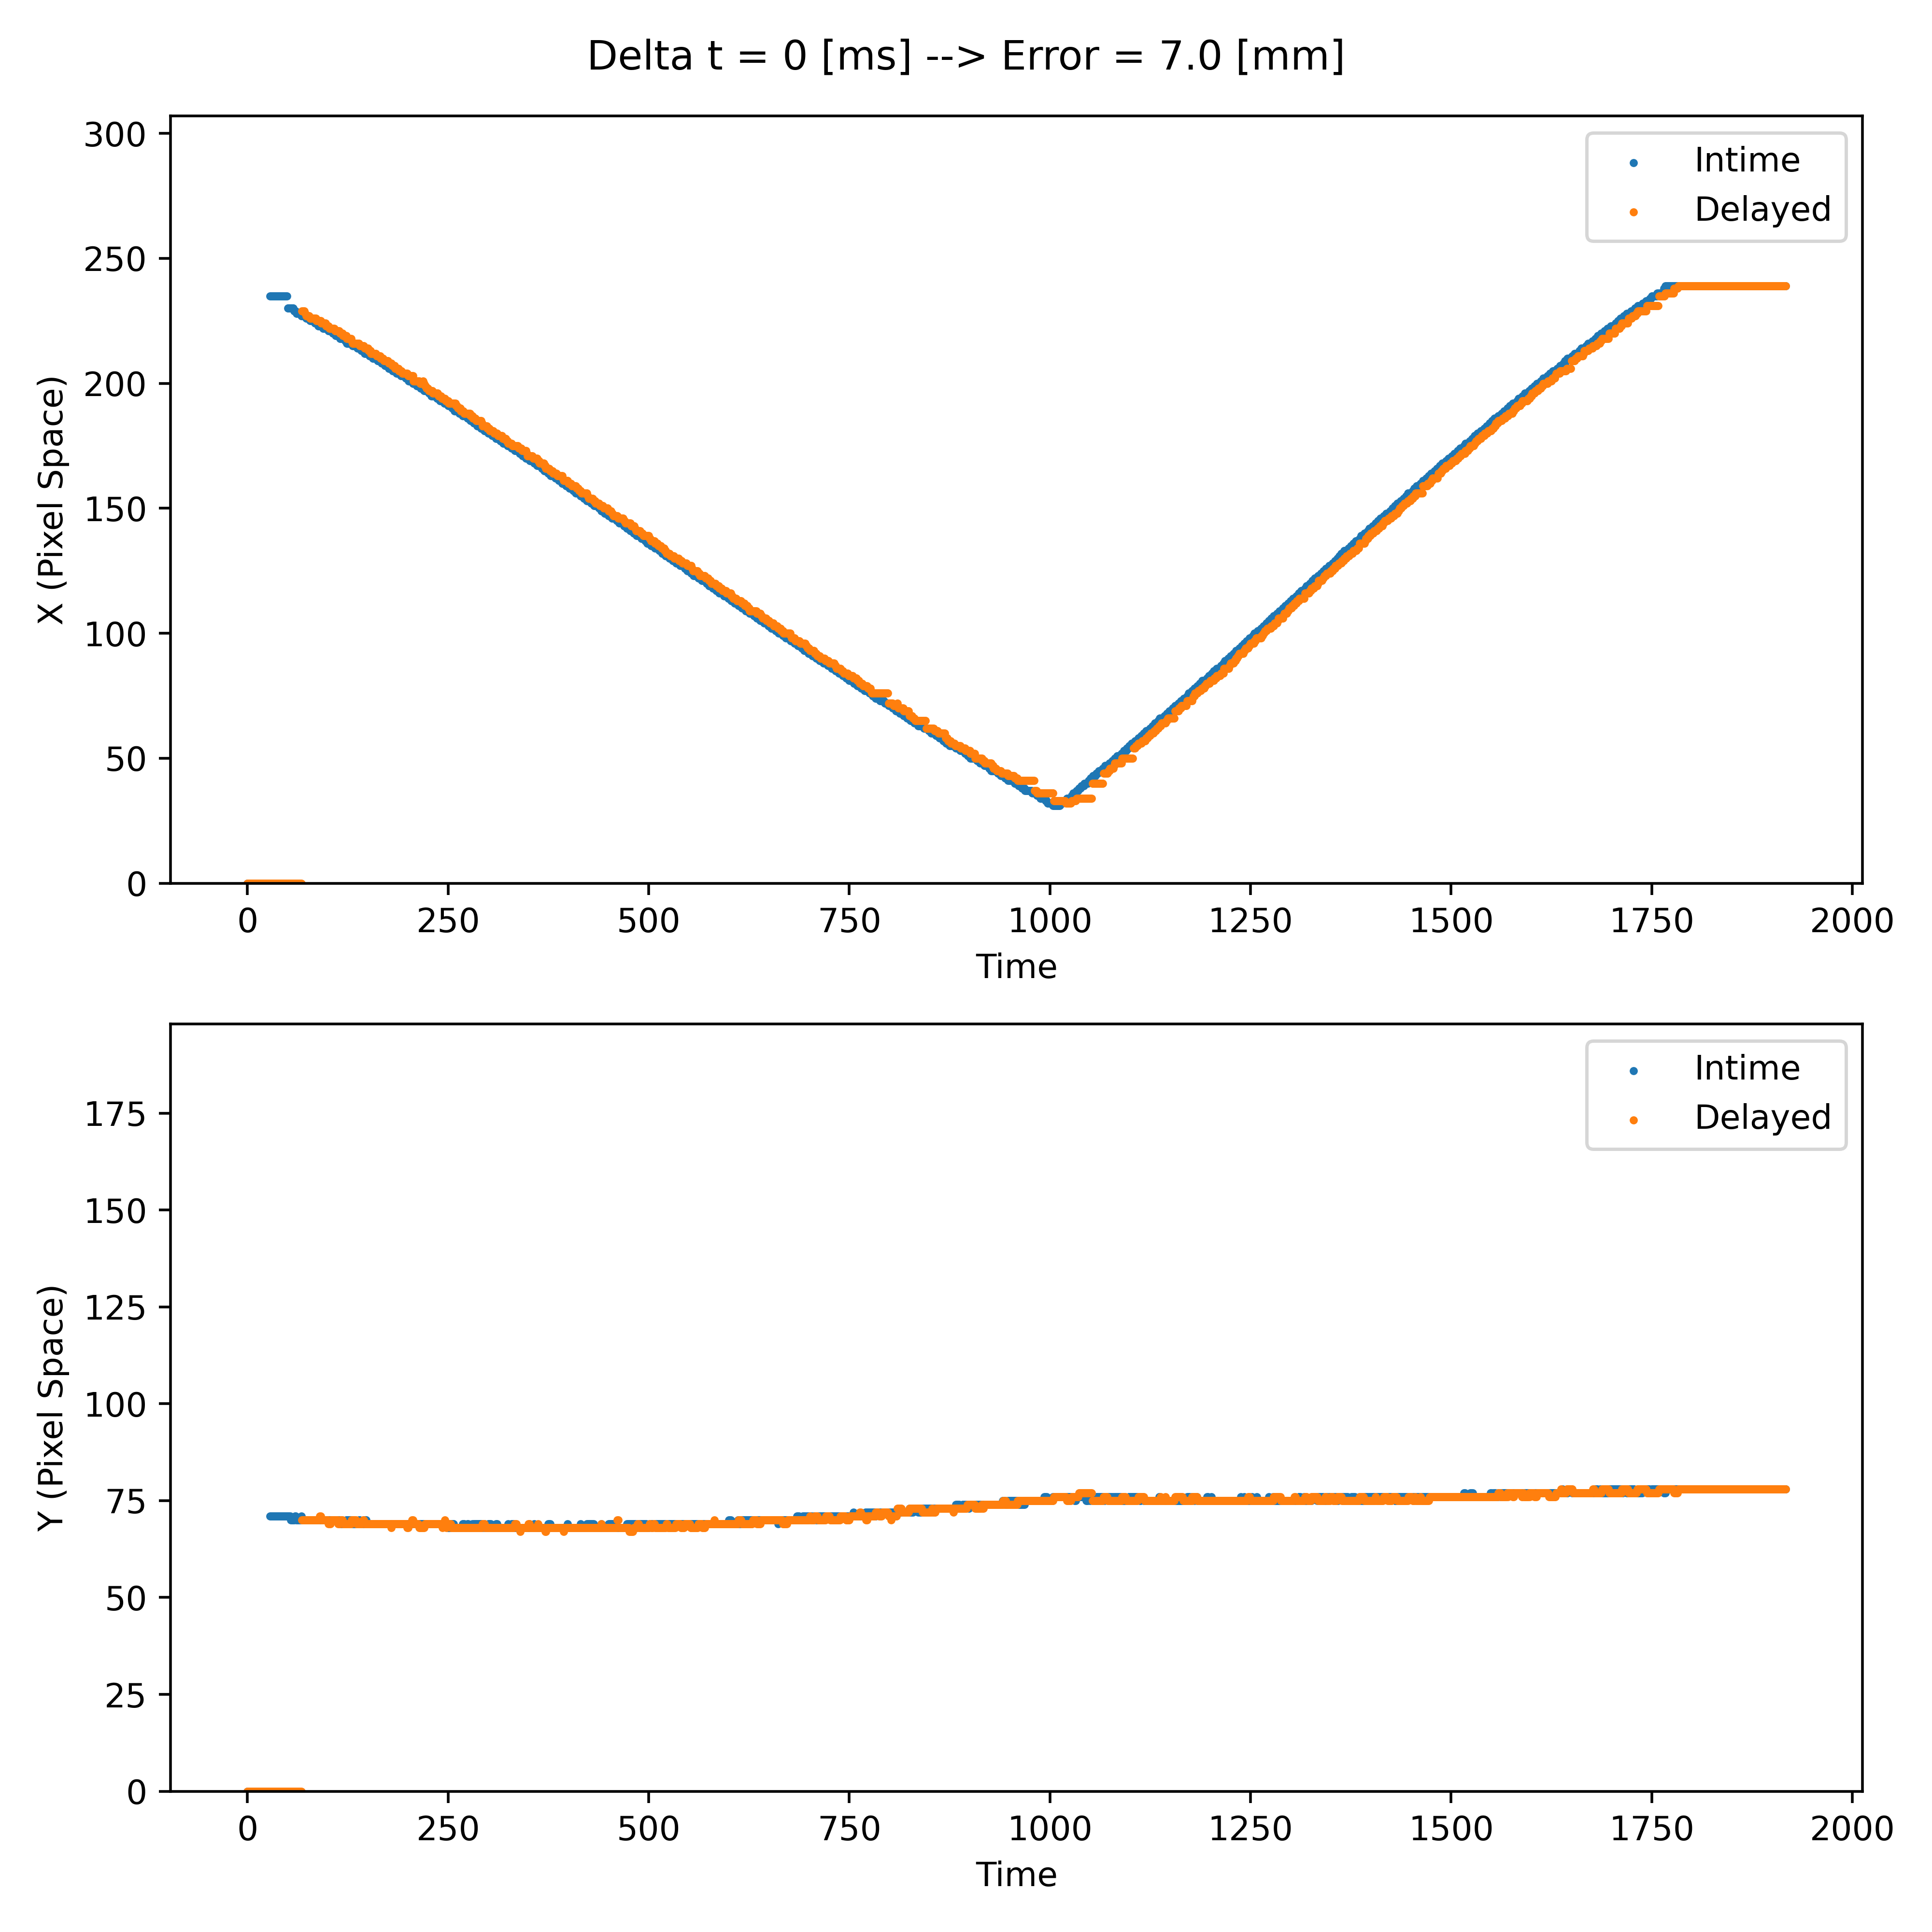 Delta t = 0 [ms] --> Error = 7.0 [mm]
300
250
200
150
100
50
0
X (Pixel Space)
Intime
Delayed
0 250 500 750 1000 1250 1500 1750 2000
Time
175
150
125
100
75
50
25
0
Y (Pixel Space)
Intime
Delayed
0 250 500 750 1000 1250 1500 1750 2000
Time